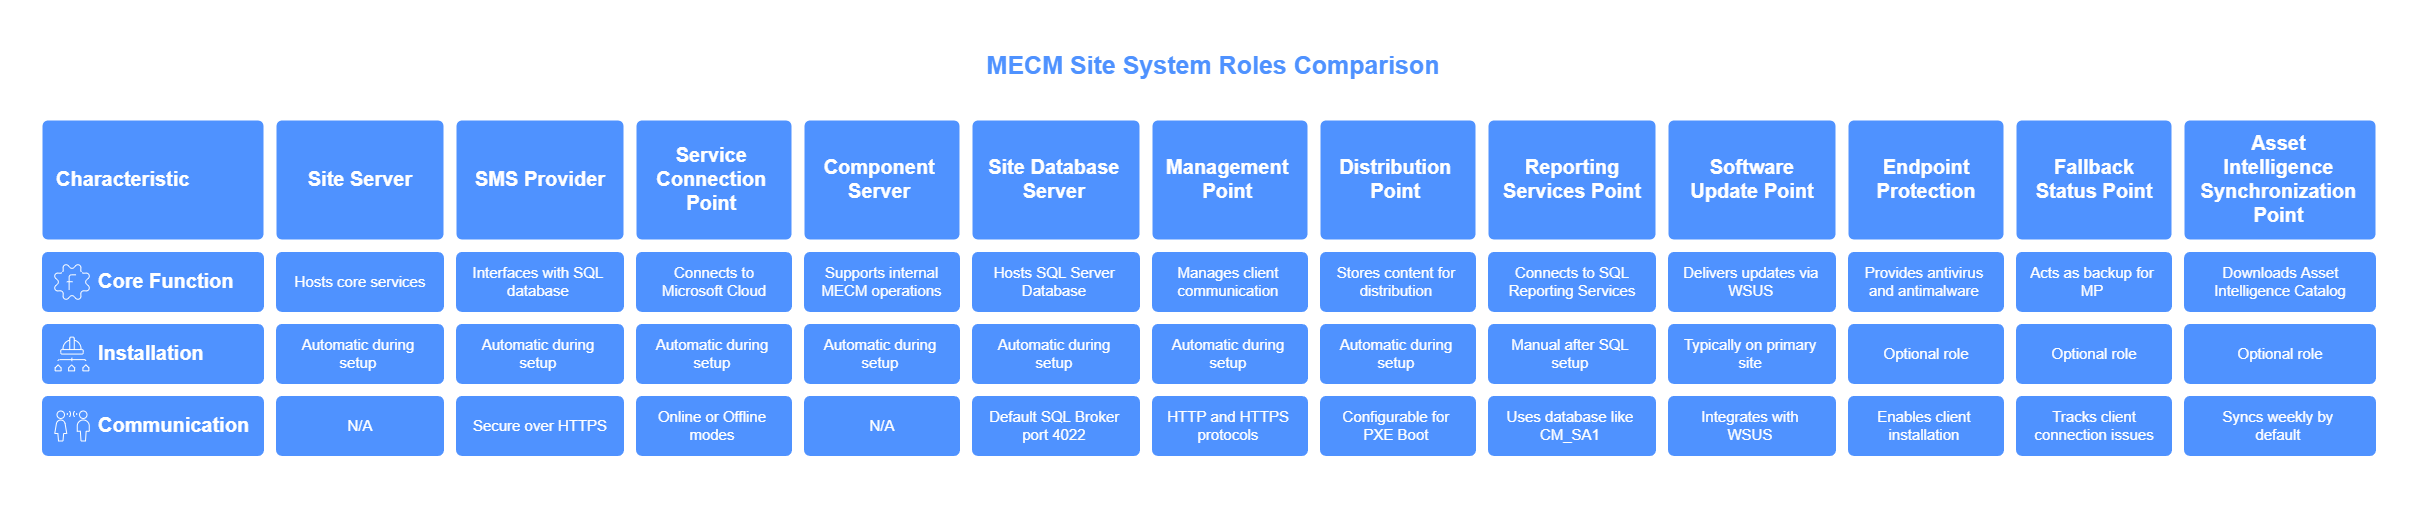 MECM Site System Roles Comparison
Characteristic
Site Server
SMS Provider
Service
Connection
Point
Component
Server
Site Database
Server
Management
Point
Distribution
Point
Reporting
Services Point
Software
Update Point
Endpoint
Protection
Fallback
Status Point
Asset
Intelligence
Synchronization
Point
Core Function
Hosts core services
Interfaces with SQL
database
Connects to
Microsoft Cloud
Supports internal
MECM operations
Hosts SQL Server
Database
Manages client
communication
Stores content for
distribution
Connects to SQL
Reporting Services
Delivers updates via
WSUS
Provides antivirus
and antimalware
Acts as backup for
MP
Downloads Asset
Intelligence Catalog
Installation
Automatic during
setup
Automatic during
setup
Automatic during
setup
Automatic during
setup
Automatic during
setup
Automatic during
setup
Automatic during
setup
Manual after SQL
setup
Typically on primary
site
Optional role
Optional role
Optional role
Communication
N/A
Secure over HTTPS
Online or Offline
modes
N/A
Default SQL Broker
port 4022
HTTP and HTTPS
protocols
Configurable for
PXE Boot
Uses database like
CM_SA1
Integrates with
WSUS
Enables client
installation
Tracks client
connection issues
Syncs weekly by
default